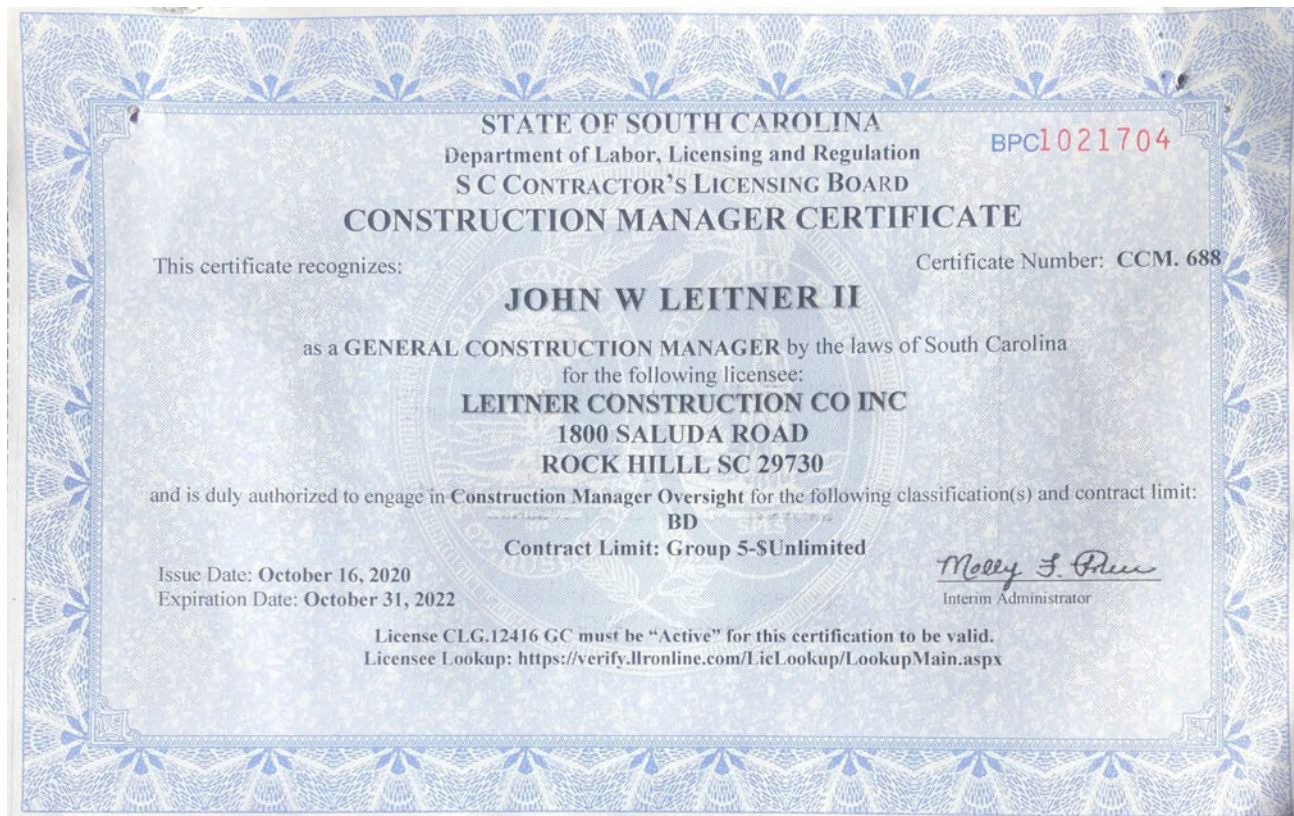 STATE OF SOUTH CAROLINA
BPC1021704
Department of Labor, Licensing and Regulation
S C CONTRACTOR'S LICENSING BOARD
CONSTRUCTION MANAGER CERTIFICATE
This certificate recognizes:
Certificate Number: CCM. 688
JOHN W LEITNER II
as a GENERAL CONSTRUCTION MANAGER by the laws of South Carolina
for the following licensee:
LEITNER CONSTRUCTION CO INC
1800 SALUDA ROAD
ROCK HILLL SC 29730
and is duly authorized to engage in Construction Manager Oversight for the following classification(s) and contract limit:
BD
Contract Limit: Group 5-$Unlimited
Issue Date: October 16, 2020
Expiration Date: October 31, 2022
Molly F. Price
Interim Administrator
License CLG.12416 GC must be “Active” for this certification to be valid.
Licensee Lookup: https://verify.llronline.com/LicLookup/LookupMain.aspx